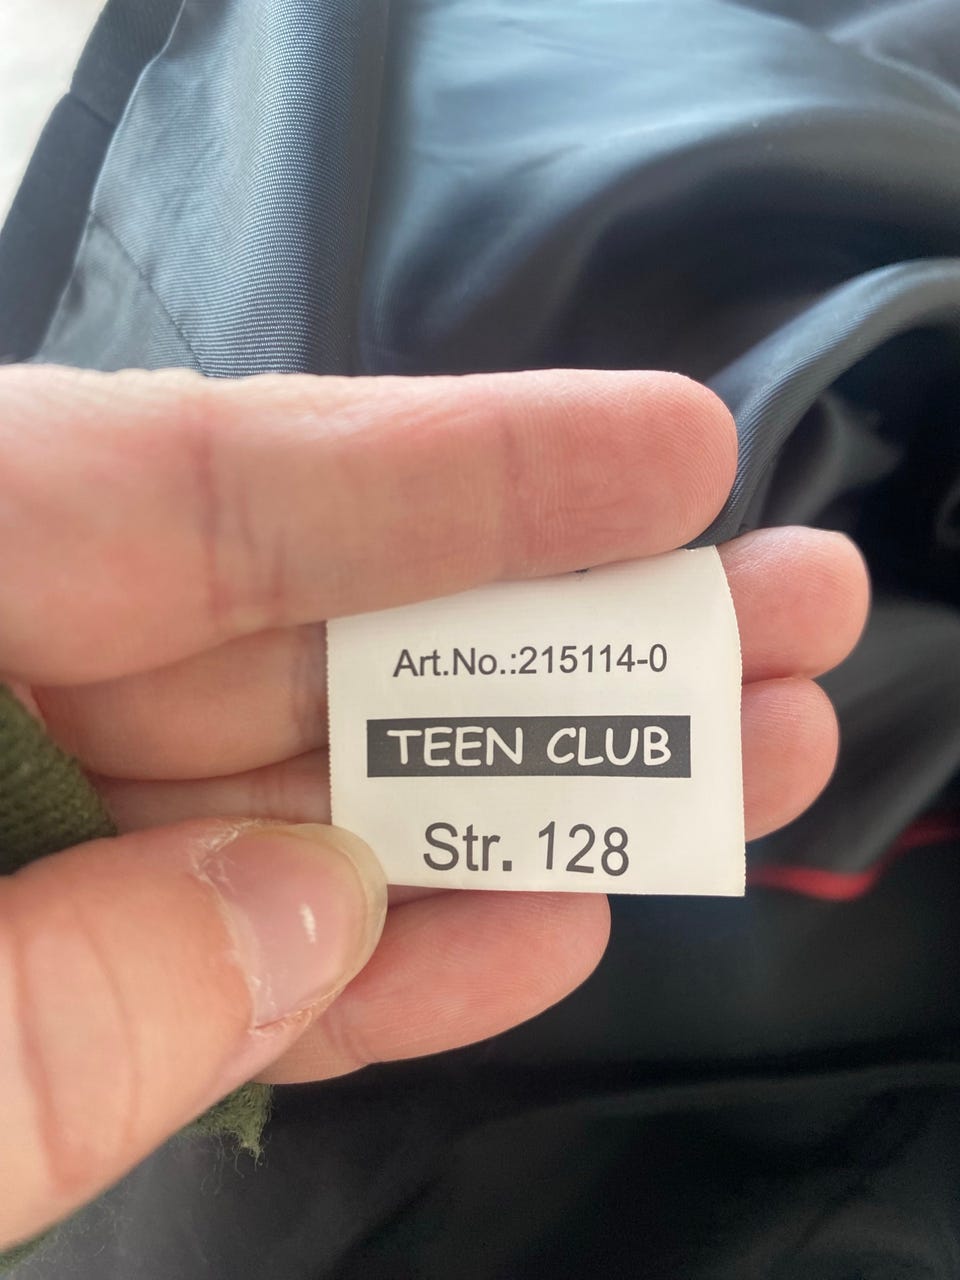 Art.No.:215114-0
TEEN CLUB
Str. 128